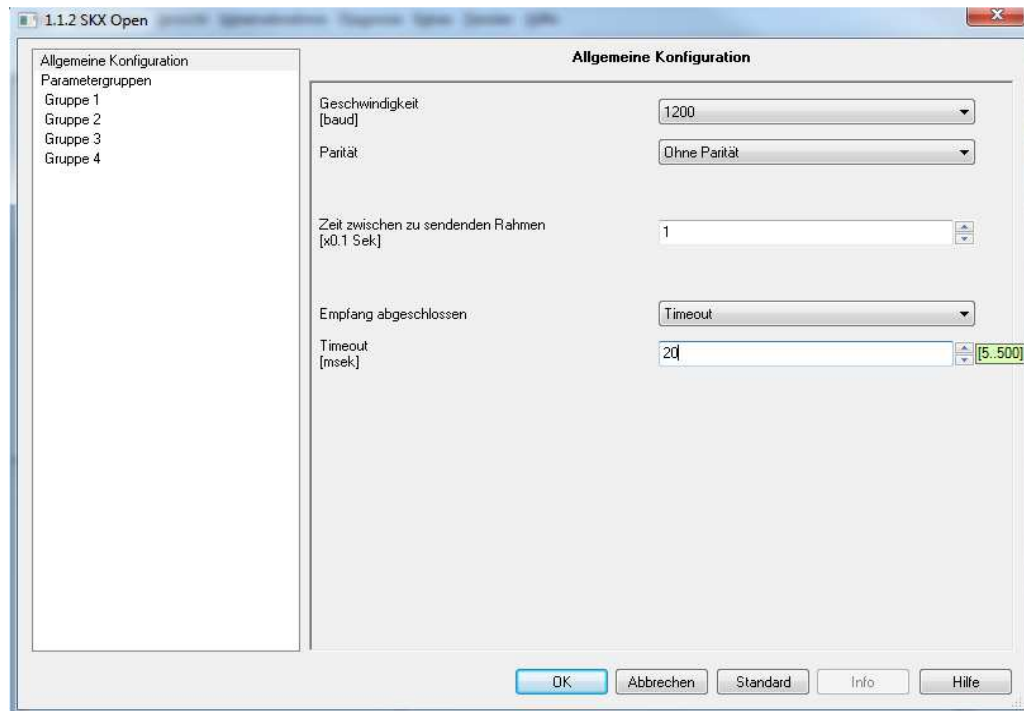 1.1.2 SKX Open
Allgemeine Konfiguration
Parametergruppen
Gruppe 1
Gruppe 2
Gruppe 3
Gruppe 4
Allgemeine Konfiguration
Geschwindigkeit
[baud]
1200
Parität
Ohne Parität
Zeit zwischen zu sendenden Rahmen
[x0.1 Sek]
1
Empfang abgeschlossen
Timeout
Timeout
[msek]
20
[5..500]
OK
Abbrechen
Standard
Info
Hilfe